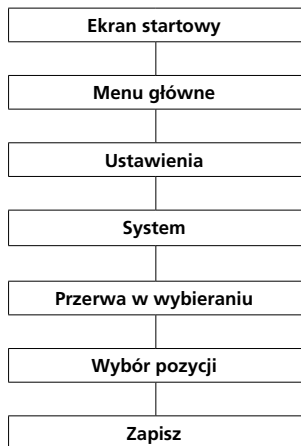 Ekran startowy
Menu główne
Ustawienia
System
Przerwa w wybieraniu
Wybór pozycji
Zapisz